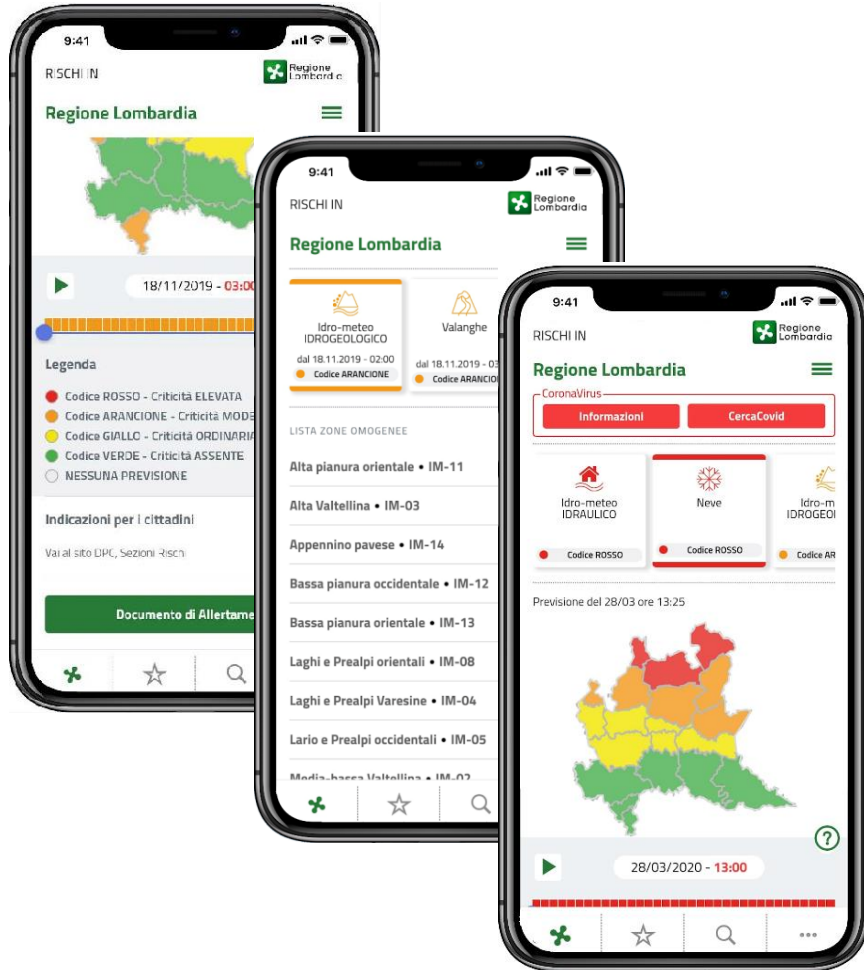 9:41
RISCHI IN
Regione
Lombardia
Regione Lombardia
18/11/2019 - 03:00
Legenda
Codice ROSSO - Criticità ELEVATA
Codice ARANCIONE - Criticità MODE
Codice GIALLO - Criticità ORDINARIA
Codice VERDE - Criticità ASSENTE
NESSUNA PREVISIONE
Indicazioni per i cittadini
Vai al sito DPC, Sezioni Rischi
Documento di Allertame
9:41
RISCHI IN
Regione
Lombardia
Regione Lombardia
Idro-meteo
IDROGEOLOGICO
dal 18.11.2019 - 02:00
Codice ARANCIONE
Valanghe
dal 18.11.2019 - 03
Codice ARANCIO
LISTA ZONE OMOGENEE
Alta pianura orientale • IM-11
Alta Valtellina • IM-03
Appennino pavese • IM-14
Bassa pianura occidentale • IM-12
Bassa pianura orientale • IM-13
Laghi e Prealpi orientali • IM-08
Laghi e Prealpi Varesine • IM-04
Lario e Prealpi occidentali • IM-05
Media-bassa Valtellina • IM-02
9:41
RISCHI IN
Regione
Lombardia
Regione Lombardia
CoronaVirus
Informazioni
CercaCovid
Idro-meteo
IDRAULICO
Codice ROSSO
Neve
Codice ROSSO
Idro-m
IDROGEOL
Codice AR
Previsione del 28/03 ore 13:25
?
28/03/2020 - 13:00